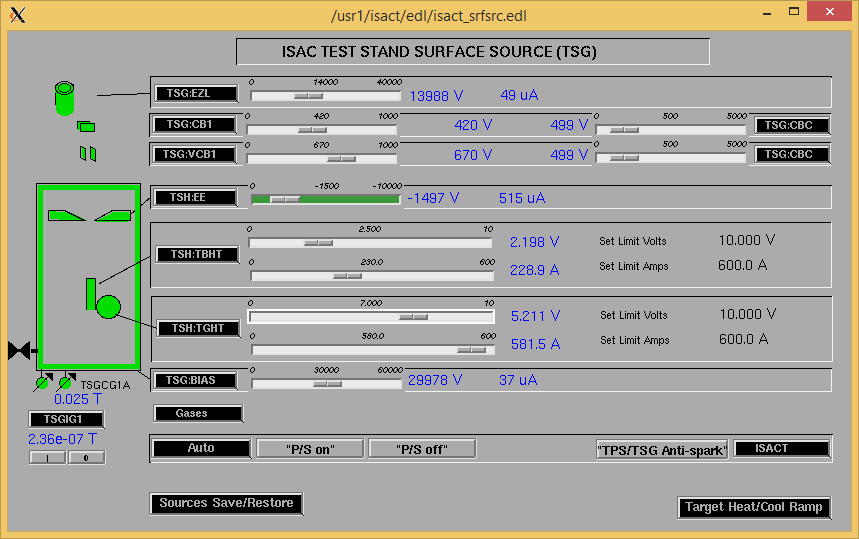 /usr1/isact/edl/isact_srfsrc.edl
ISAC TEST STAND SURFACE SOURCE (TSG)
0 14000 40000
TSG:EZL 13988 V 49 uA
0 420 1000 0 500 5000
TSG:CB1 420 V 499 V TSG:CBC
0 670 1000 0 500 5000
TSG:VCB1 670 V 499 V TSG:CBC
0 -1500 -10000
TSH:EE -1497 V 515 uA
0 2.500 10
2.198 V Set Limit Volts 10.000 V
TSH:TBHT
0 230.0 600
228.9 A Set Limit Amps 600.0 A
0 7.000 10
5.211 V Set Limit Volts 10.000 V
TSH:TGHT
0 580.0 600
581.5 A Set Limit Amps 600.0 A
0 30000 60000
TSG:BIAS 29978 V 37 uA
TSGCG1A
0.025 T
TSGIG1
2.36e-07 T
I 0
Gases
Auto "P/S on" "P/S off" "TPS/TSG Anti-spark" ISACT
Sources Save/Restore
Target Heat/Cool Ramp